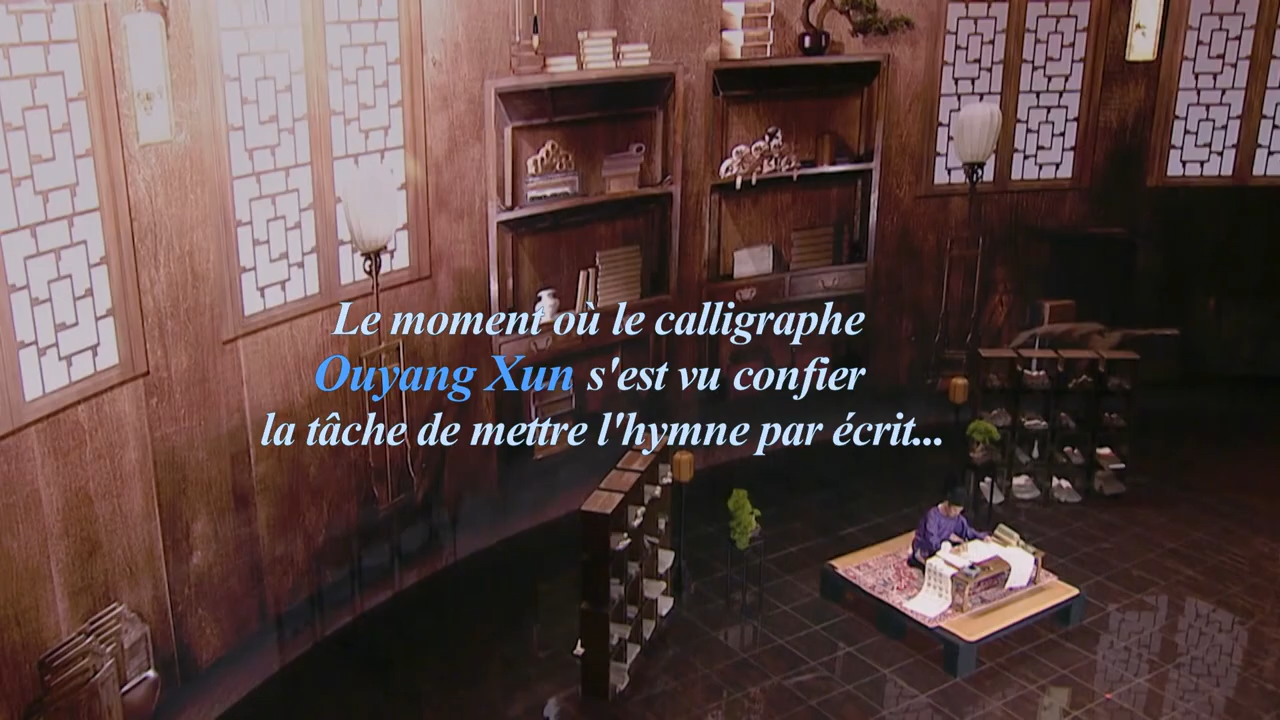 Le moment où le calligraphe
Ouyang Xun s'est vu confier
la tâche de mettre l'hymne par écrit...